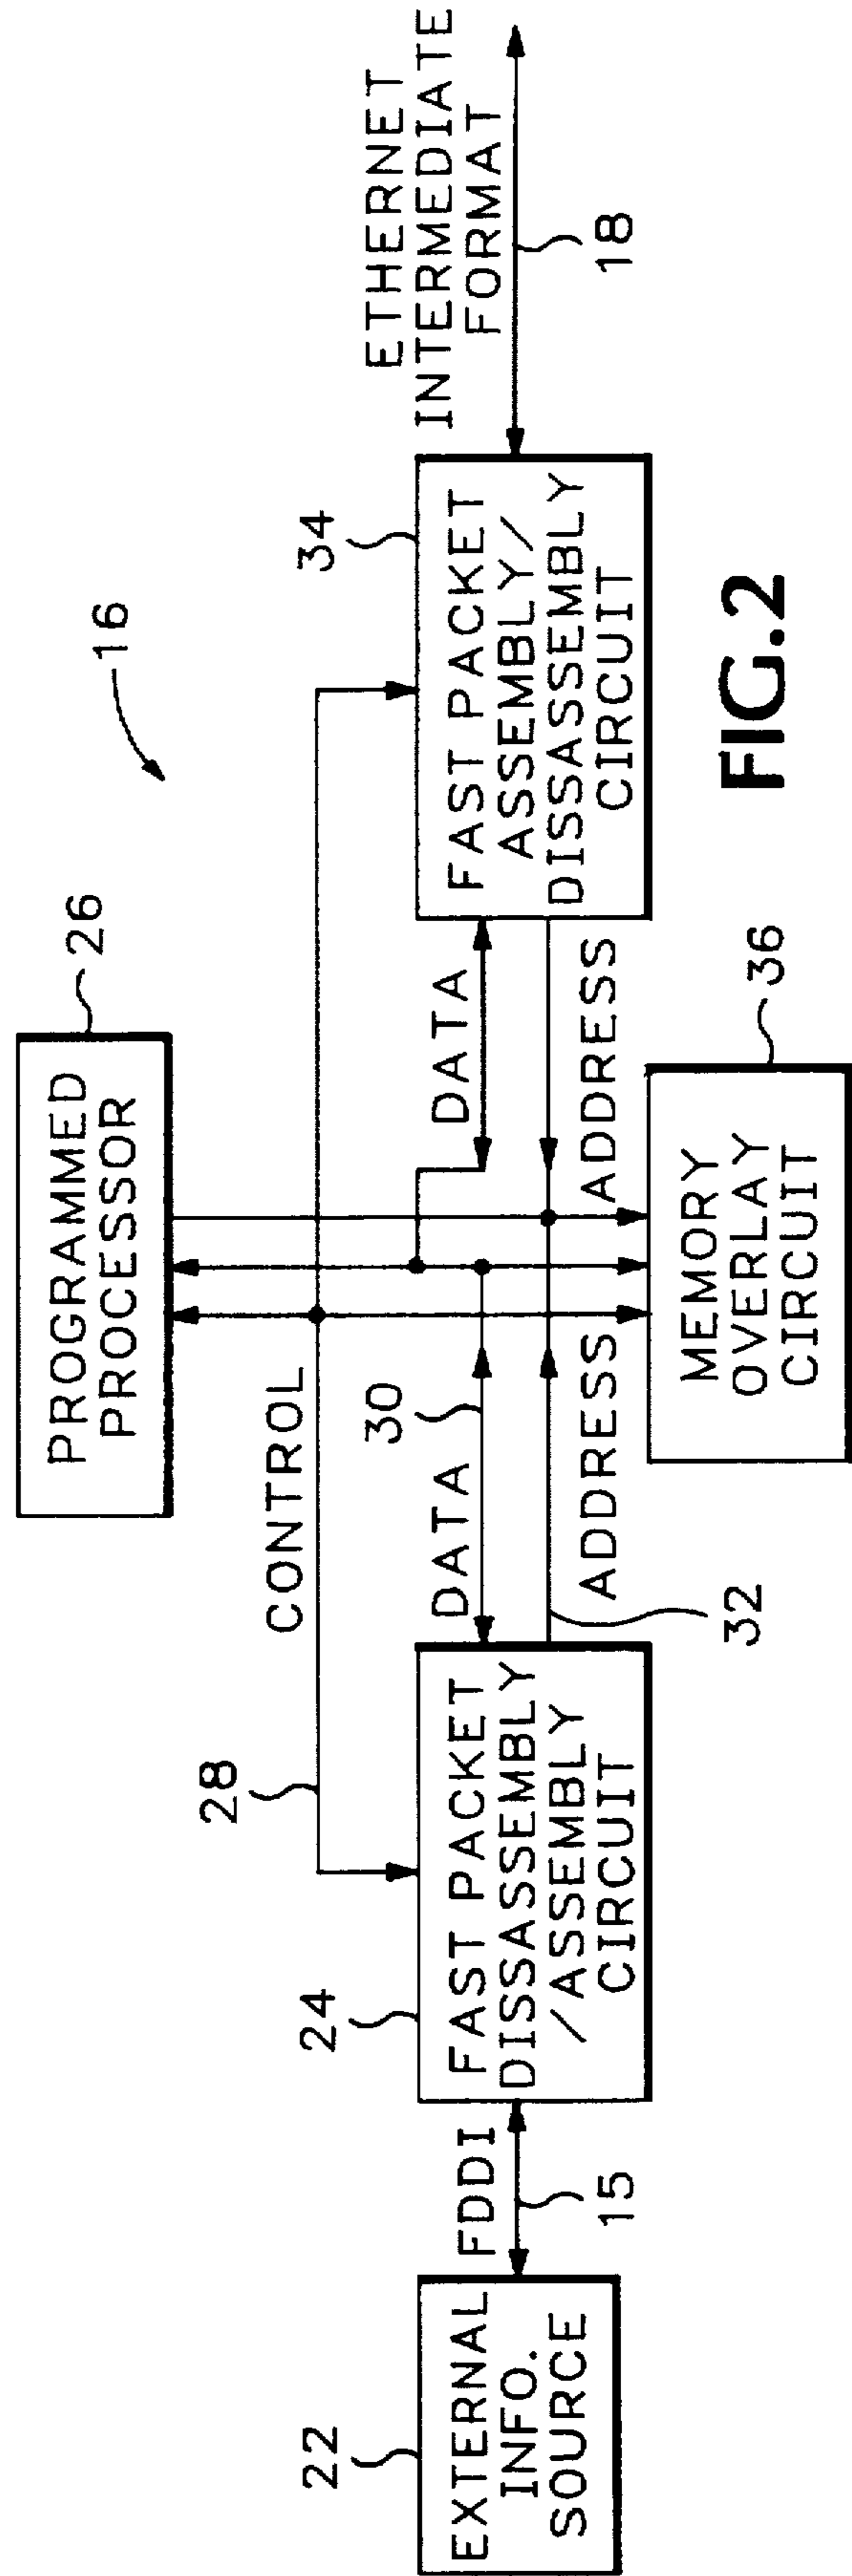 16
26
PROGRAMMED
PROCESSOR
CONTROL
28
ETHERNET
INTERMEDIATE
FORMAT
18
22
EXTERNAL
INFO.
SOURCE
FDDI
15
24
FAST PACKET
DISSASSEMBLY
/ASSEMBLY
CIRCUIT
DATA
30
ADDRESS
32
DATA
ADDRESS
34
FAST PACKET
ASSEMBLY/
DISSASSEMBLY
CIRCUIT
36
MEMORY
OVERLAY
CIRCUIT
FIG.2